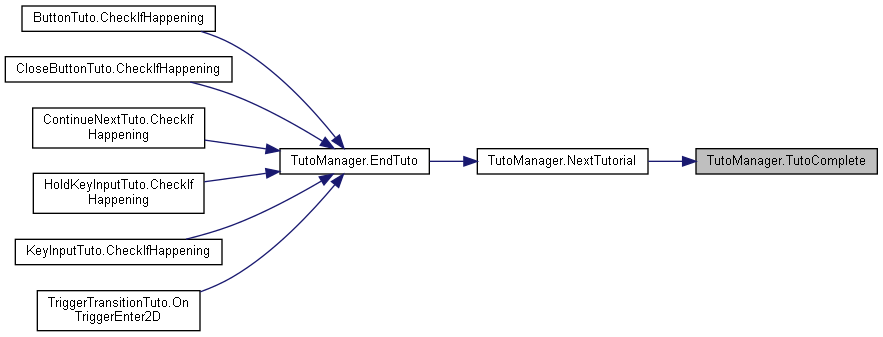 ButtonTuto.CheckIfHappening
CloseButtonTuto.CheckIfHappening
ContinueNextTuto.CheckIf
Happening
HoldKeyInputTuto.CheckIf
Happening
KeyInputTuto.CheckIfHappening
TriggerTransitionTuto.On
TriggerEnter2D
TutoManager.EndTuto
TutoManager.NextTutorial
TutoManager.TutoComplete